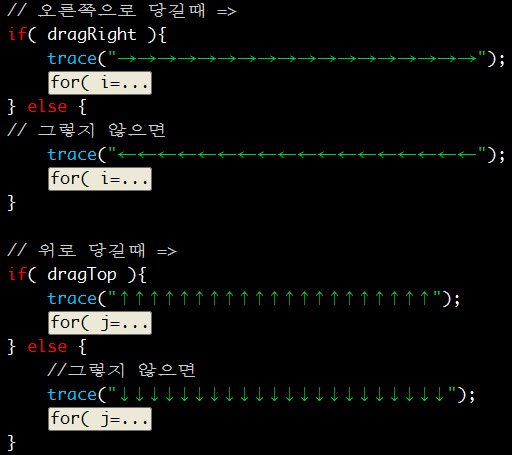 // 오른쪽으로 당길때 =>
if( dragRight ){
trace("→→→→→→→→→→→→→→→→→→");
for( i=...
} else {
// 그렇지 않으면
trace("←←←←←←←←←←←←←←←←←←");
for( i=...
}
// 위로 당길때 =>
if( dragTop ){
trace("↑↑↑↑↑↑↑↑↑↑↑↑↑↑↑↑↑↑↑↑↑");
for( j=...
} else {
//그렇지 않으면
trace("↓↓↓↓↓↓↓↓↓↓↓↓↓↓↓↓↓↓↓↓↓↓");
for( j=...
}